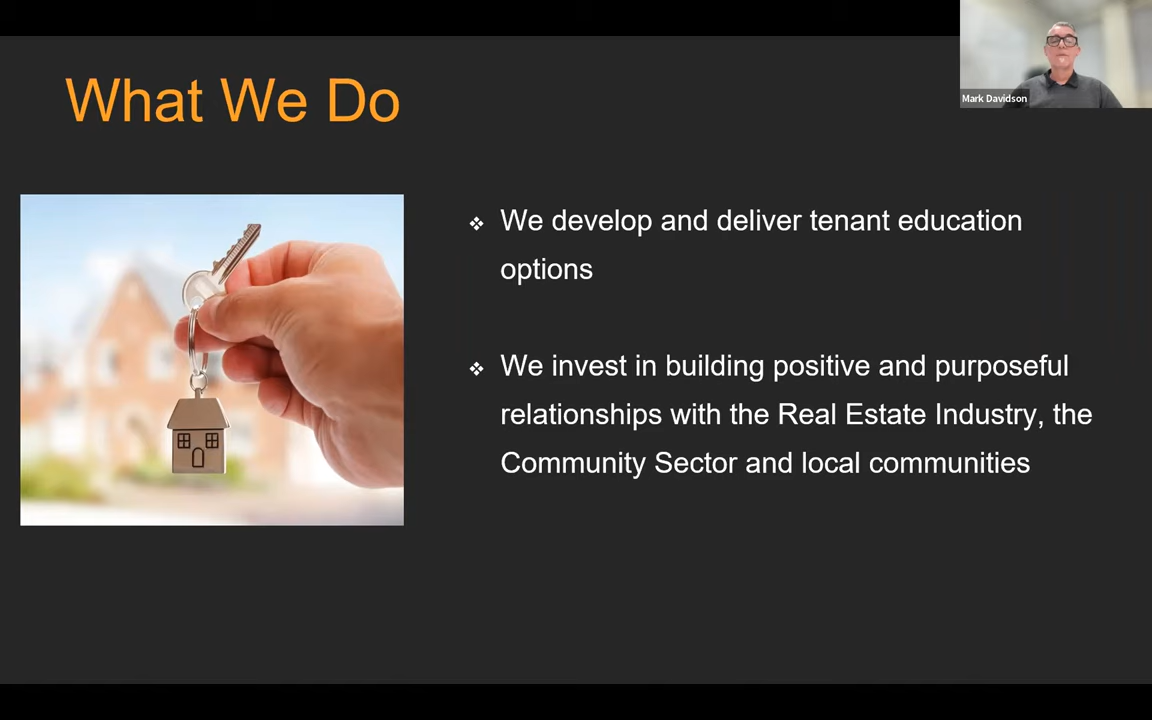 What We Do
Mark Davidson
❖ We develop and deliver tenant education
options
❖ We invest in building positive and purposeful
relationships with the Real Estate Industry, the
Community Sector and local communities